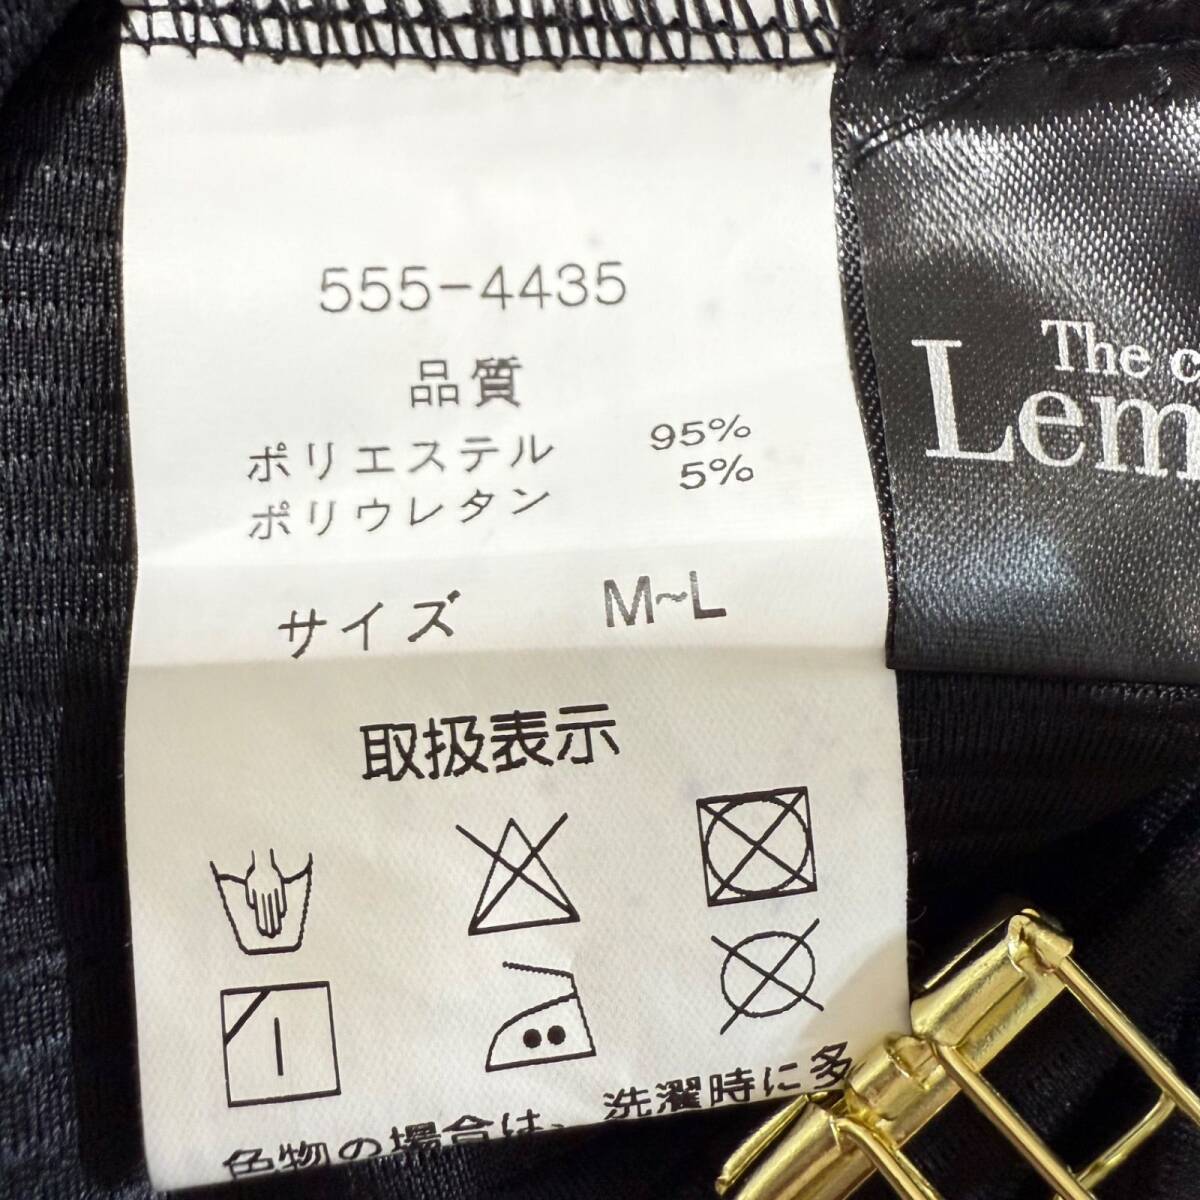 555-4435
品質
ポリエステル 95%
ポリウレタン 5%
サイズ M~L
取扱表示
色物の場合は、洗濯時に多
The c
Lem